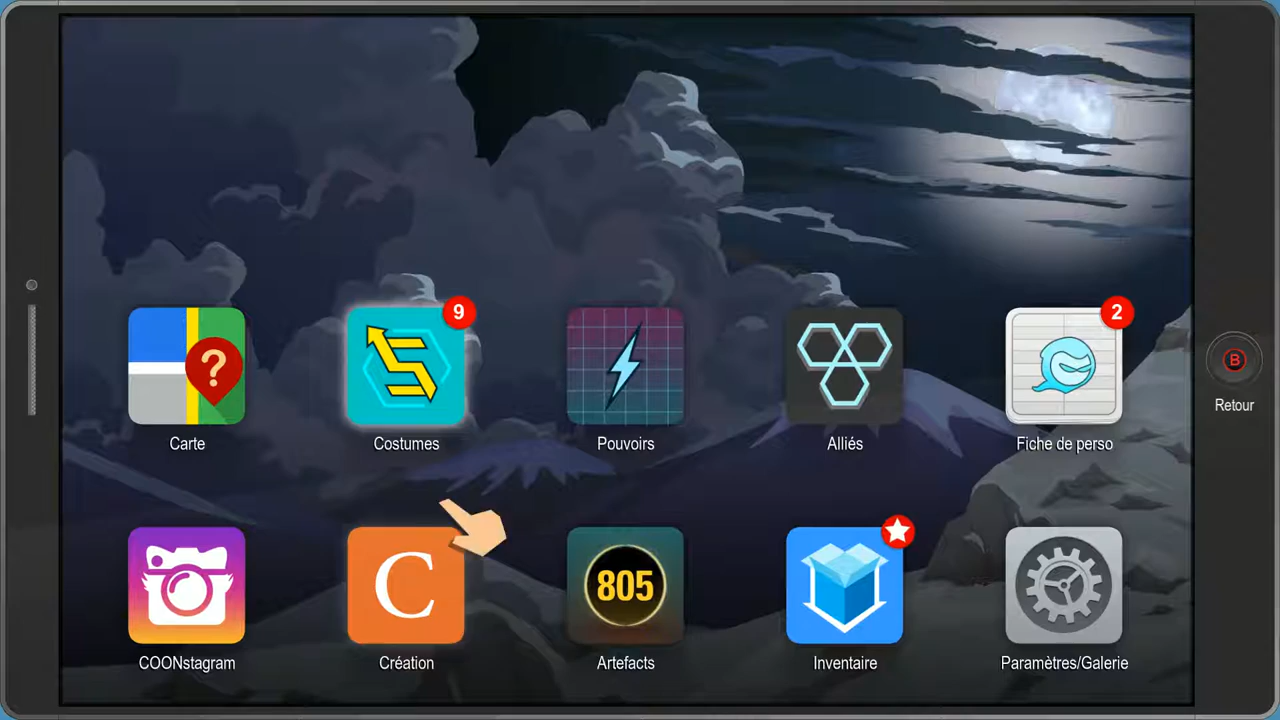 9
2
?
Carte
Costumes
Pouvoirs
Alliés
Fiche de perso
B
Retour
C
805
COONstagram
Création
Artefacts
Inventaire
Paramètres/Galerie